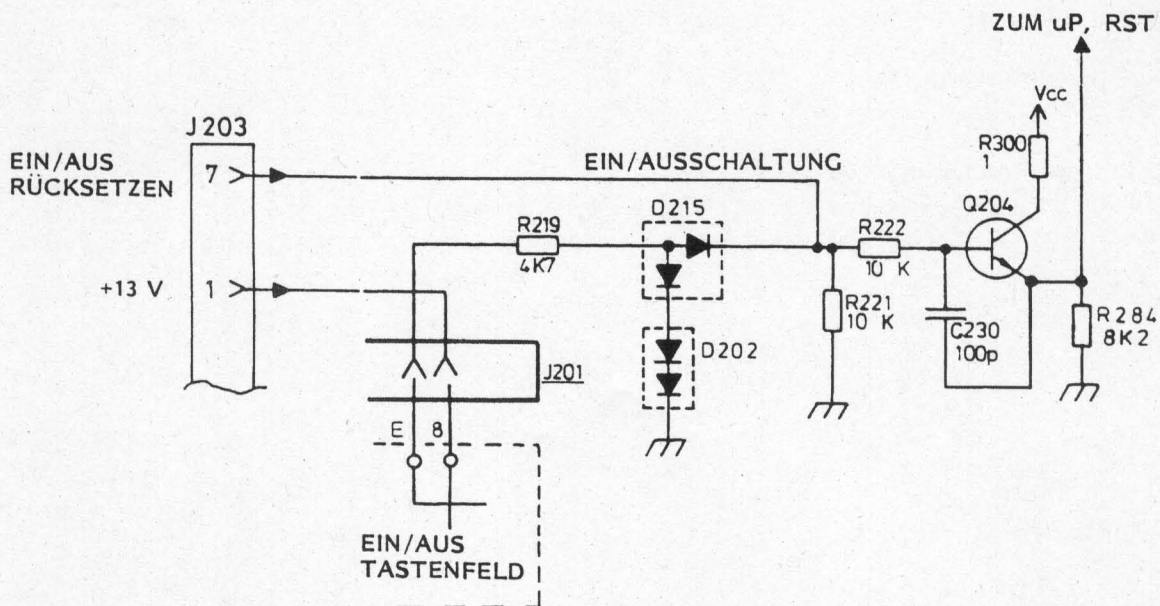 ZUM uP, RST
Vcc
J203
R300
1
EIN/AUS
RÜCKSETZEN
7
EIN/AUSSCHALTUNG
Q204
D215
R219
4K7
R222
10 K
+13 V
1
R221
10 K
C230
100p
R284
8K2
D202
J201
E 8
EIN/AUS
TASTENFELD